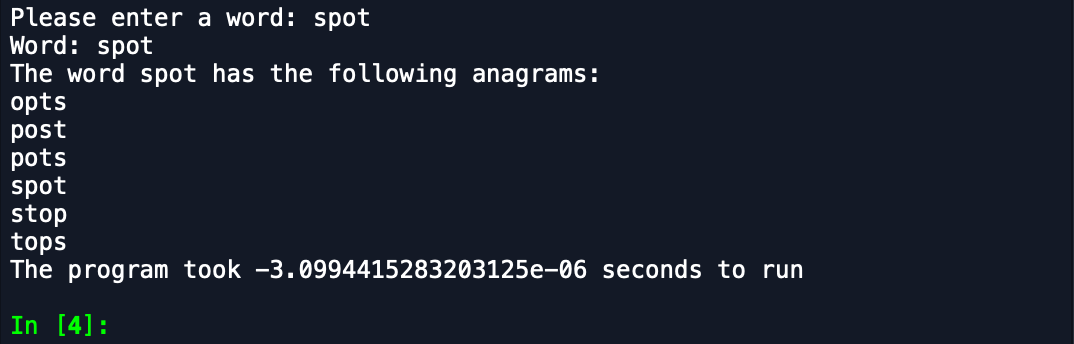 Please enter a word: spot
Word: spot
The word spot has the following anagrams:
opts
post
pots
spot
stop
tops
The program took -3.0994415283203125e-06 seconds to run
In [4]: